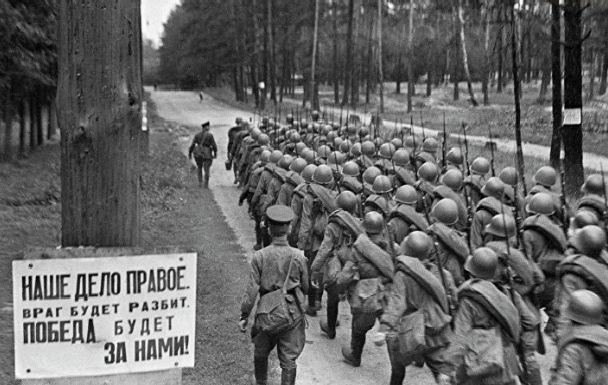 НАШЕ ДЕЛО ПРАВОЕ.
ВРАГ БУДЕТ РАЗБИТ.
ПОБЕДА БУДЕТ
ЗА НАМИ!